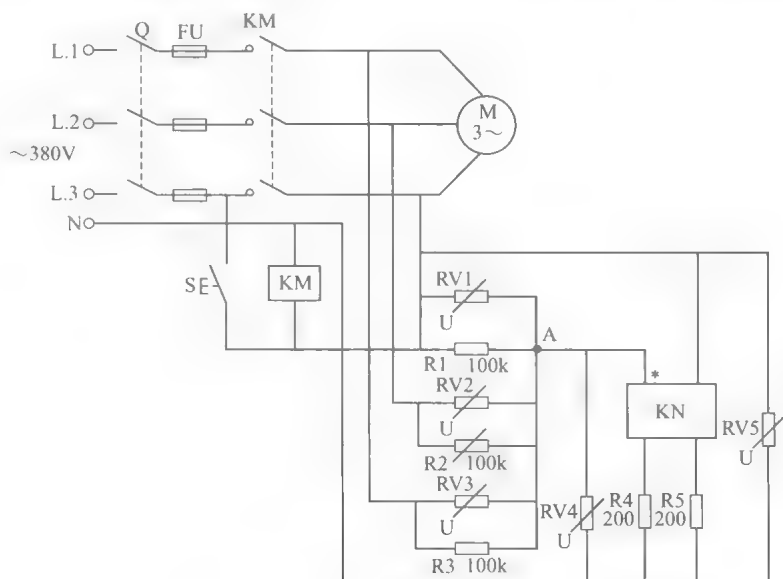 L.1
Q
FU
KM
L.2
M
3～
～380V
L.3
N
S
KM
RV1
U
A
R1
100k
RV2
U
R2
100k
RV3
U
R3
100k
*
KN
RV4
U
R4
200
R5
200
RV5
U